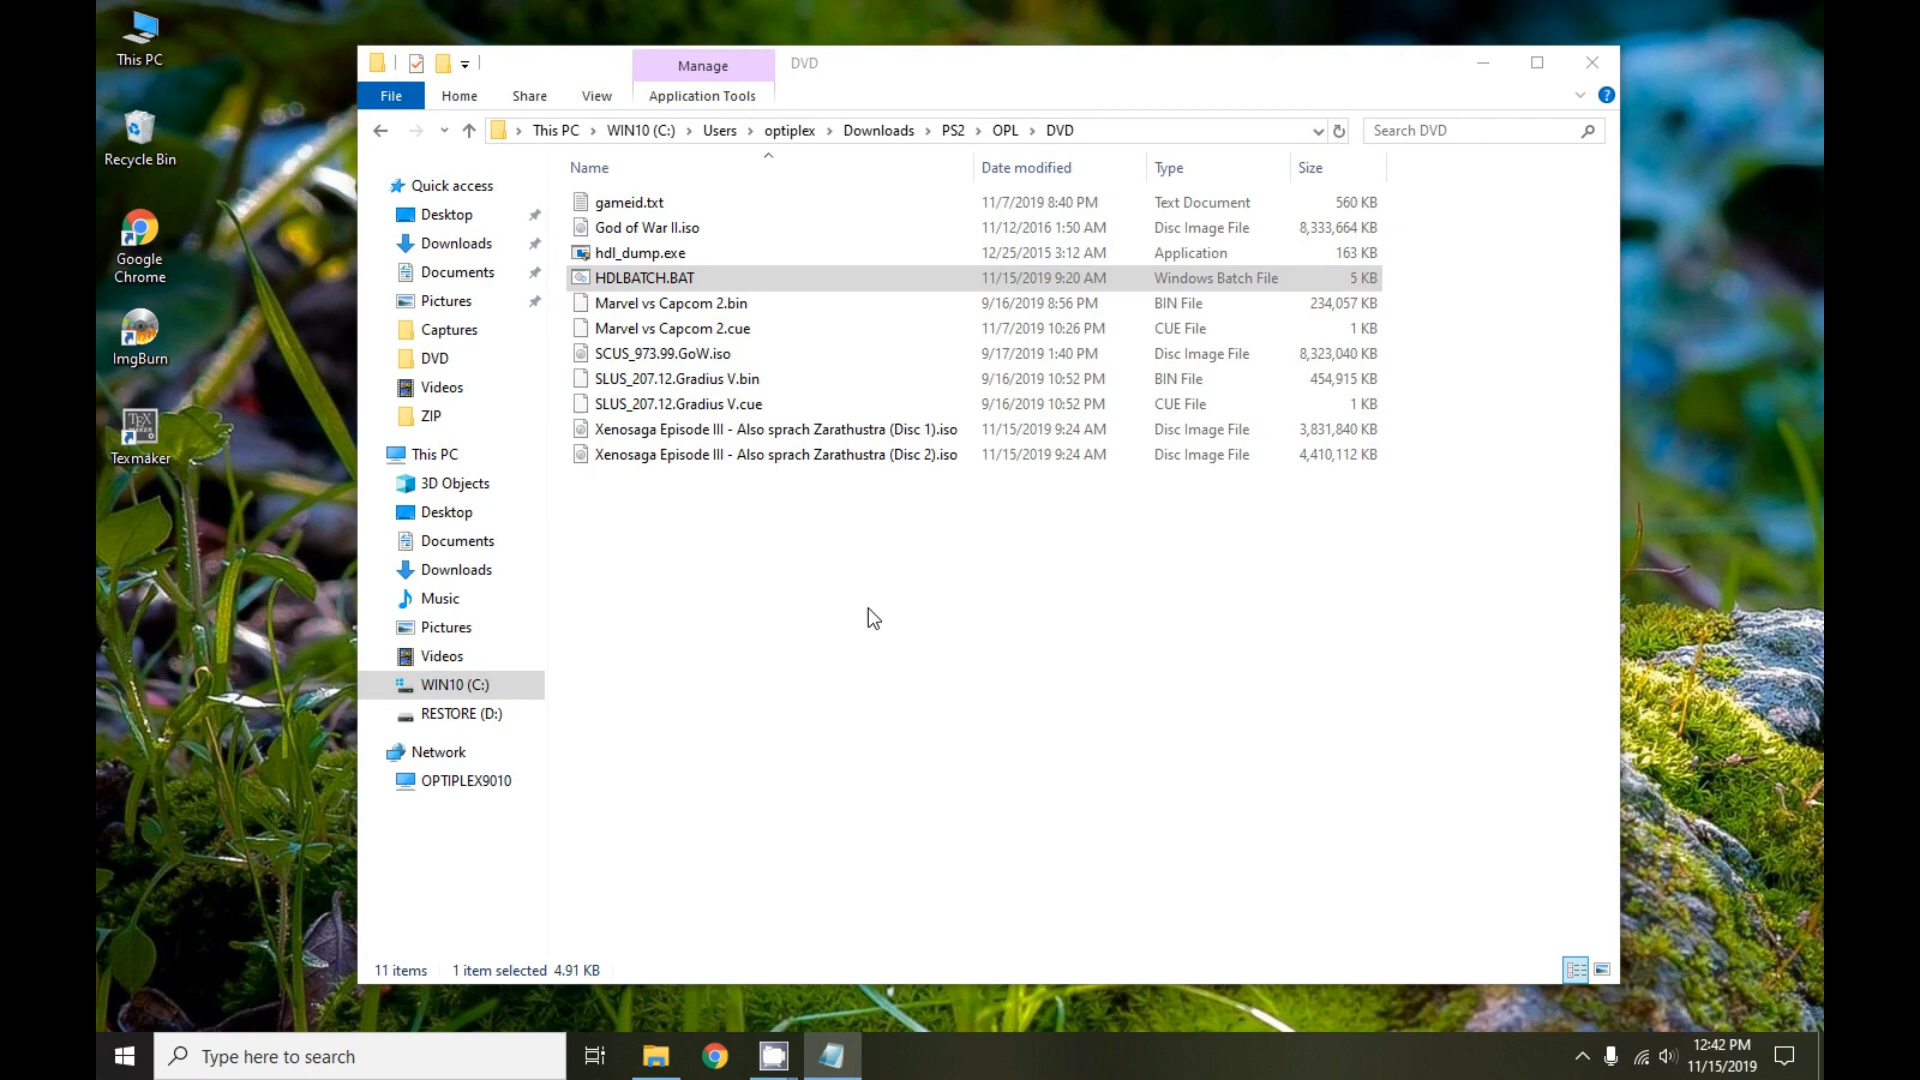 This PC
Recycle Bin
Google
Chrome
ImgBurn
TEX
MAKER
Texmaker
Manage
DVD
File
Home
Share
View
Application Tools
This PC > WIN10 (C:) > Users > optiplex > Downloads > PS2 > OPL > DVD
Search DVD
Name
Date modified
Type
Size
gameid.txt 11/7/2019 8:40 PM Text Document 560 KB
God of War II.iso 11/12/2016 1:50 AM Disc Image File 8,333,664 KB
hdl_dump.exe 12/25/2015 3:12 AM Application 163 KB
HDLBATCH.BAT 11/15/2019 9:20 AM Windows Batch File 5 KB
Marvel vs Capcom 2.bin 9/16/2019 8:56 PM BIN File 234,057 KB
Marvel vs Capcom 2.cue 11/7/2019 10:26 PM CUE File 1 KB
SCUS_973.99.GoW.iso 9/17/2019 1:40 PM Disc Image File 8,323,040 KB
SLUS_207.12.Gradius V.bin 9/16/2019 10:52 PM BIN File 454,915 KB
SLUS_207.12.Gradius V.cue 9/16/2019 10:52 PM CUE File 1 KB
Xenosaga Episode III - Also sprach Zarathustra (Disc 1).iso 11/15/2019 9:24 AM Disc Image File 3,831,840 KB
Xenosaga Episode III - Also sprach Zarathustra (Disc 2).iso 11/15/2019 9:24 AM Disc Image File 4,410,112 KB
Quick access
Desktop
Downloads
Documents
Pictures
Captures
DVD
Videos
ZIP
This PC
3D Objects
Desktop
Documents
Downloads
Music
Pictures
Videos
WIN10 (C:)
RESTORE (D:)
Network
OPTIPLEX9010
11 items
1 item selected 4.91 KB
Type here to search
12:42 PM
11/15/2019